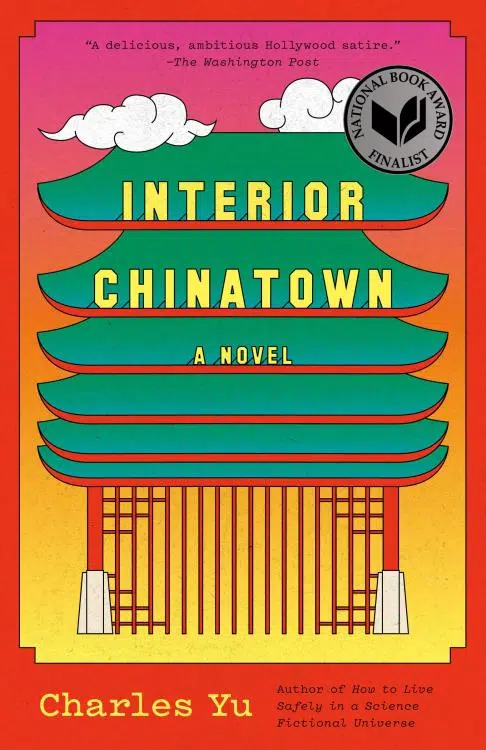 “A delicious, ambitious Hollywood satire.”
—The Washington Post
NATIONAL BOOK AWARD
FINALIST
INTERIOR
CHINATOWN
A NOVEL
Charles Yu
Author of How to Live
Safely in a Science
Fictional Universe